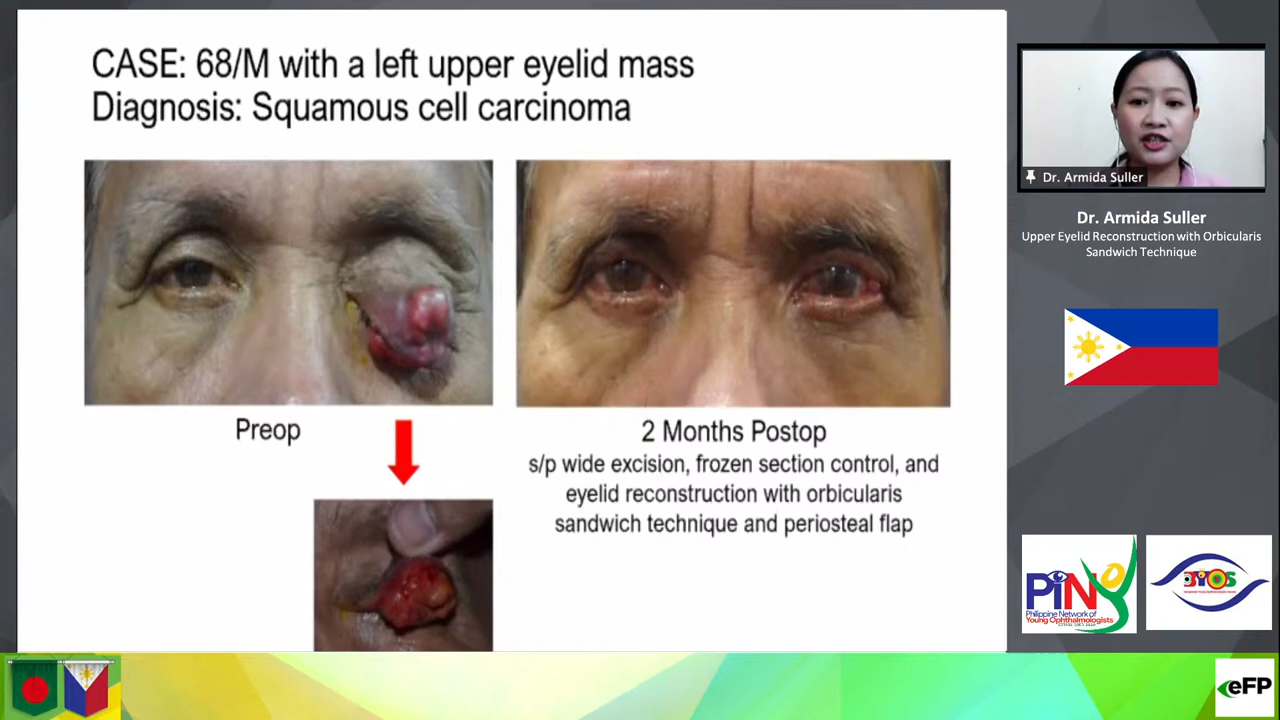 CASE: 68/M with a left upper eyelid mass
Diagnosis: Squamous cell carcinoma
Preop
2 Months Postop
s/p wide excision, frozen section control, and
eyelid reconstruction with orbicularis
sandwich technique and periosteal flap
Dr. Armida Suller
Dr. Armida Suller
Upper Eyelid Reconstruction with Orbicularis
Sandwich Technique
PiNOY
Philippine Network of
Young Ophthalmologists
BYOS
eFP